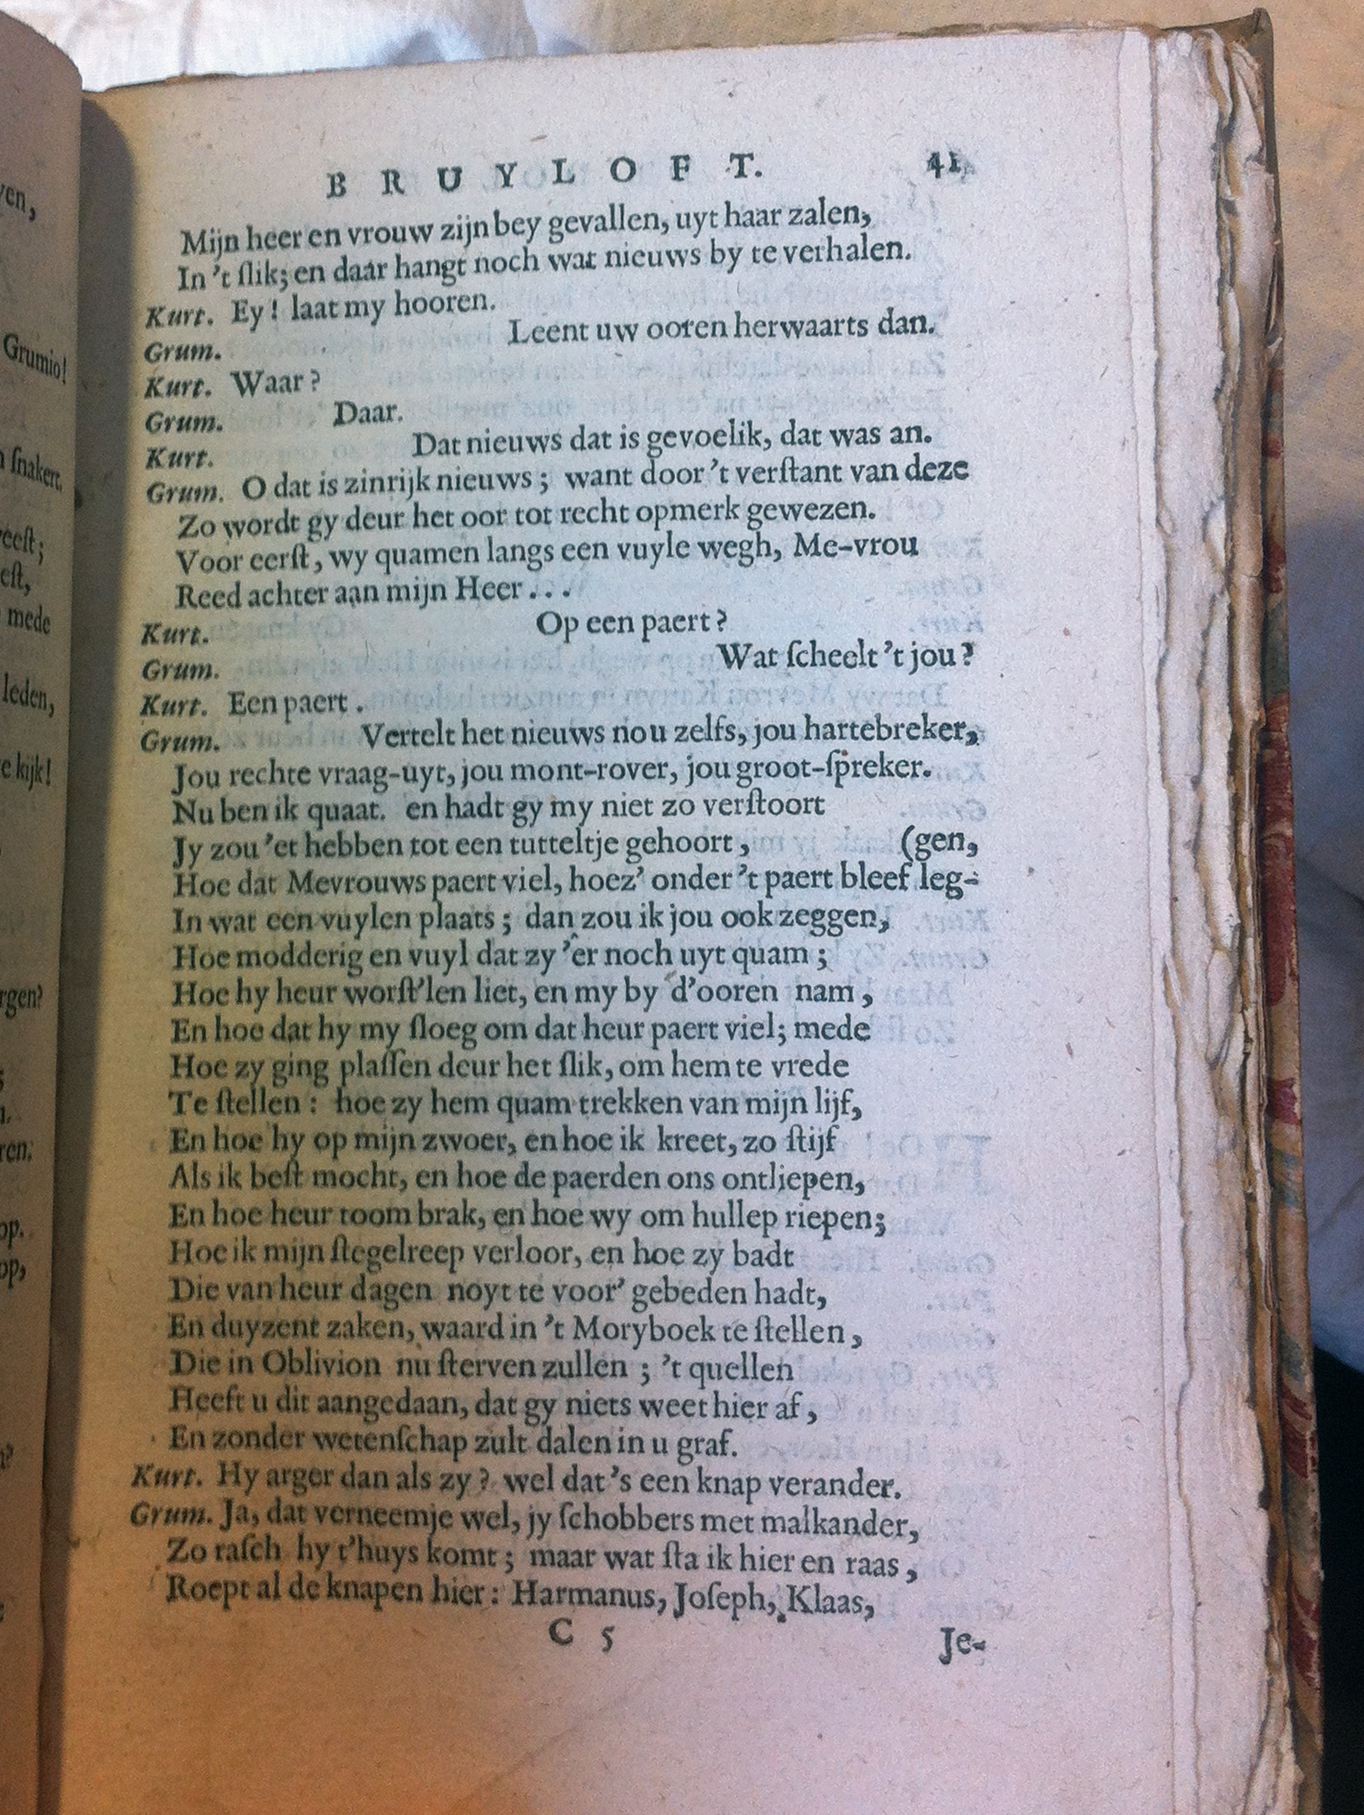 BRUYLOFT. 41
Mijn heer en vrouw zijn bey gevallen, uyt haar zalen,
In 't ſlik; en daar hangt noch wat nieuws by te verhalen.
Kurt. Ey! laat my hooren.
Grum. Leent uw ooren herwaarts dan.
Kurt. Waar?
Grum. Daar.
Kurt. Dat nieuws dat is gevoelik, dat was an.
Grum. O dat is zinrijk nieuws; want door 't verſtant van deze
Zo wordt gy deur het oor tot recht opmerk gewezen.
Voor eerſt, wy quamen langs een vuyle wegh, Me-vrou
Reed achter aan mijn Heer...
Kurt. Op een paert?
Grum. Wat ſcheelt 't jou?
Kurt. Een paert.
Grum. Vertelt het nieuws nou zelfs, jou hartebreker,
Jou rechte vraag-uyt, jou mont-rover, jou groot-ſpreker.
Nu ben ik quaat. en hadt gy my niet zo verſtoort
Jy zou 'et hebben tot een tutteltje gehoort, (gen,
Hoe dat Mevrouws paert viel, hoez' onder 't paert bleef leg-
In wat een vuylen plaats; dan zou ik jou ook zeggen,
Hoe modderig en vuyl dat zy 'er noch uyt quam;
Hoe hy heur worſt'len liet, en my by d'ooren nam,
En hoe dat hy my ſloeg om dat heur paert viel; mede
Hoe zy ging plaſſen deur het ſlik, om hem te vrede
Te ſtellen: hoe zy hem quam trekken van mijn lijf,
En hoe hy op mijn zwoer, en hoe ik kreet, zo ſtijf
Als ik beſt mocht, en hoe de paerden ons ontliepen,
En hoe heur toom brak, en hoe wy om hullep riepen;
Hoe ik mijn ſtegelreep verloor, en hoe zy badt
Die van heur dagen noyt te voor' gebeden hadt,
En duyzent zaken, waard in 't Moryboek te ſtellen,
Die in Oblivion nu ſterven zullen; 't quellen
Heeft u dit aangedaan, dat gy niets weet hier af,
En zonder wetenſchap zult dalen in u graf.
Kurt. Hy arger dan als zy? wel dat's een knap verander.
Grum. Ja, dat verneemje wel, jy ſchobbers met malkander,
Zo raſch hy t'huys komt; maar wat ſta ik hier en raas,
Roept al de knapen hier: Harmanus, Joſeph, Klaas,
C 5 Je-
ven,
Grumio!
ſnakert.
eeſt;
eſt,
mede
leden,
kijk!
rgen?
ren.
op.
op,